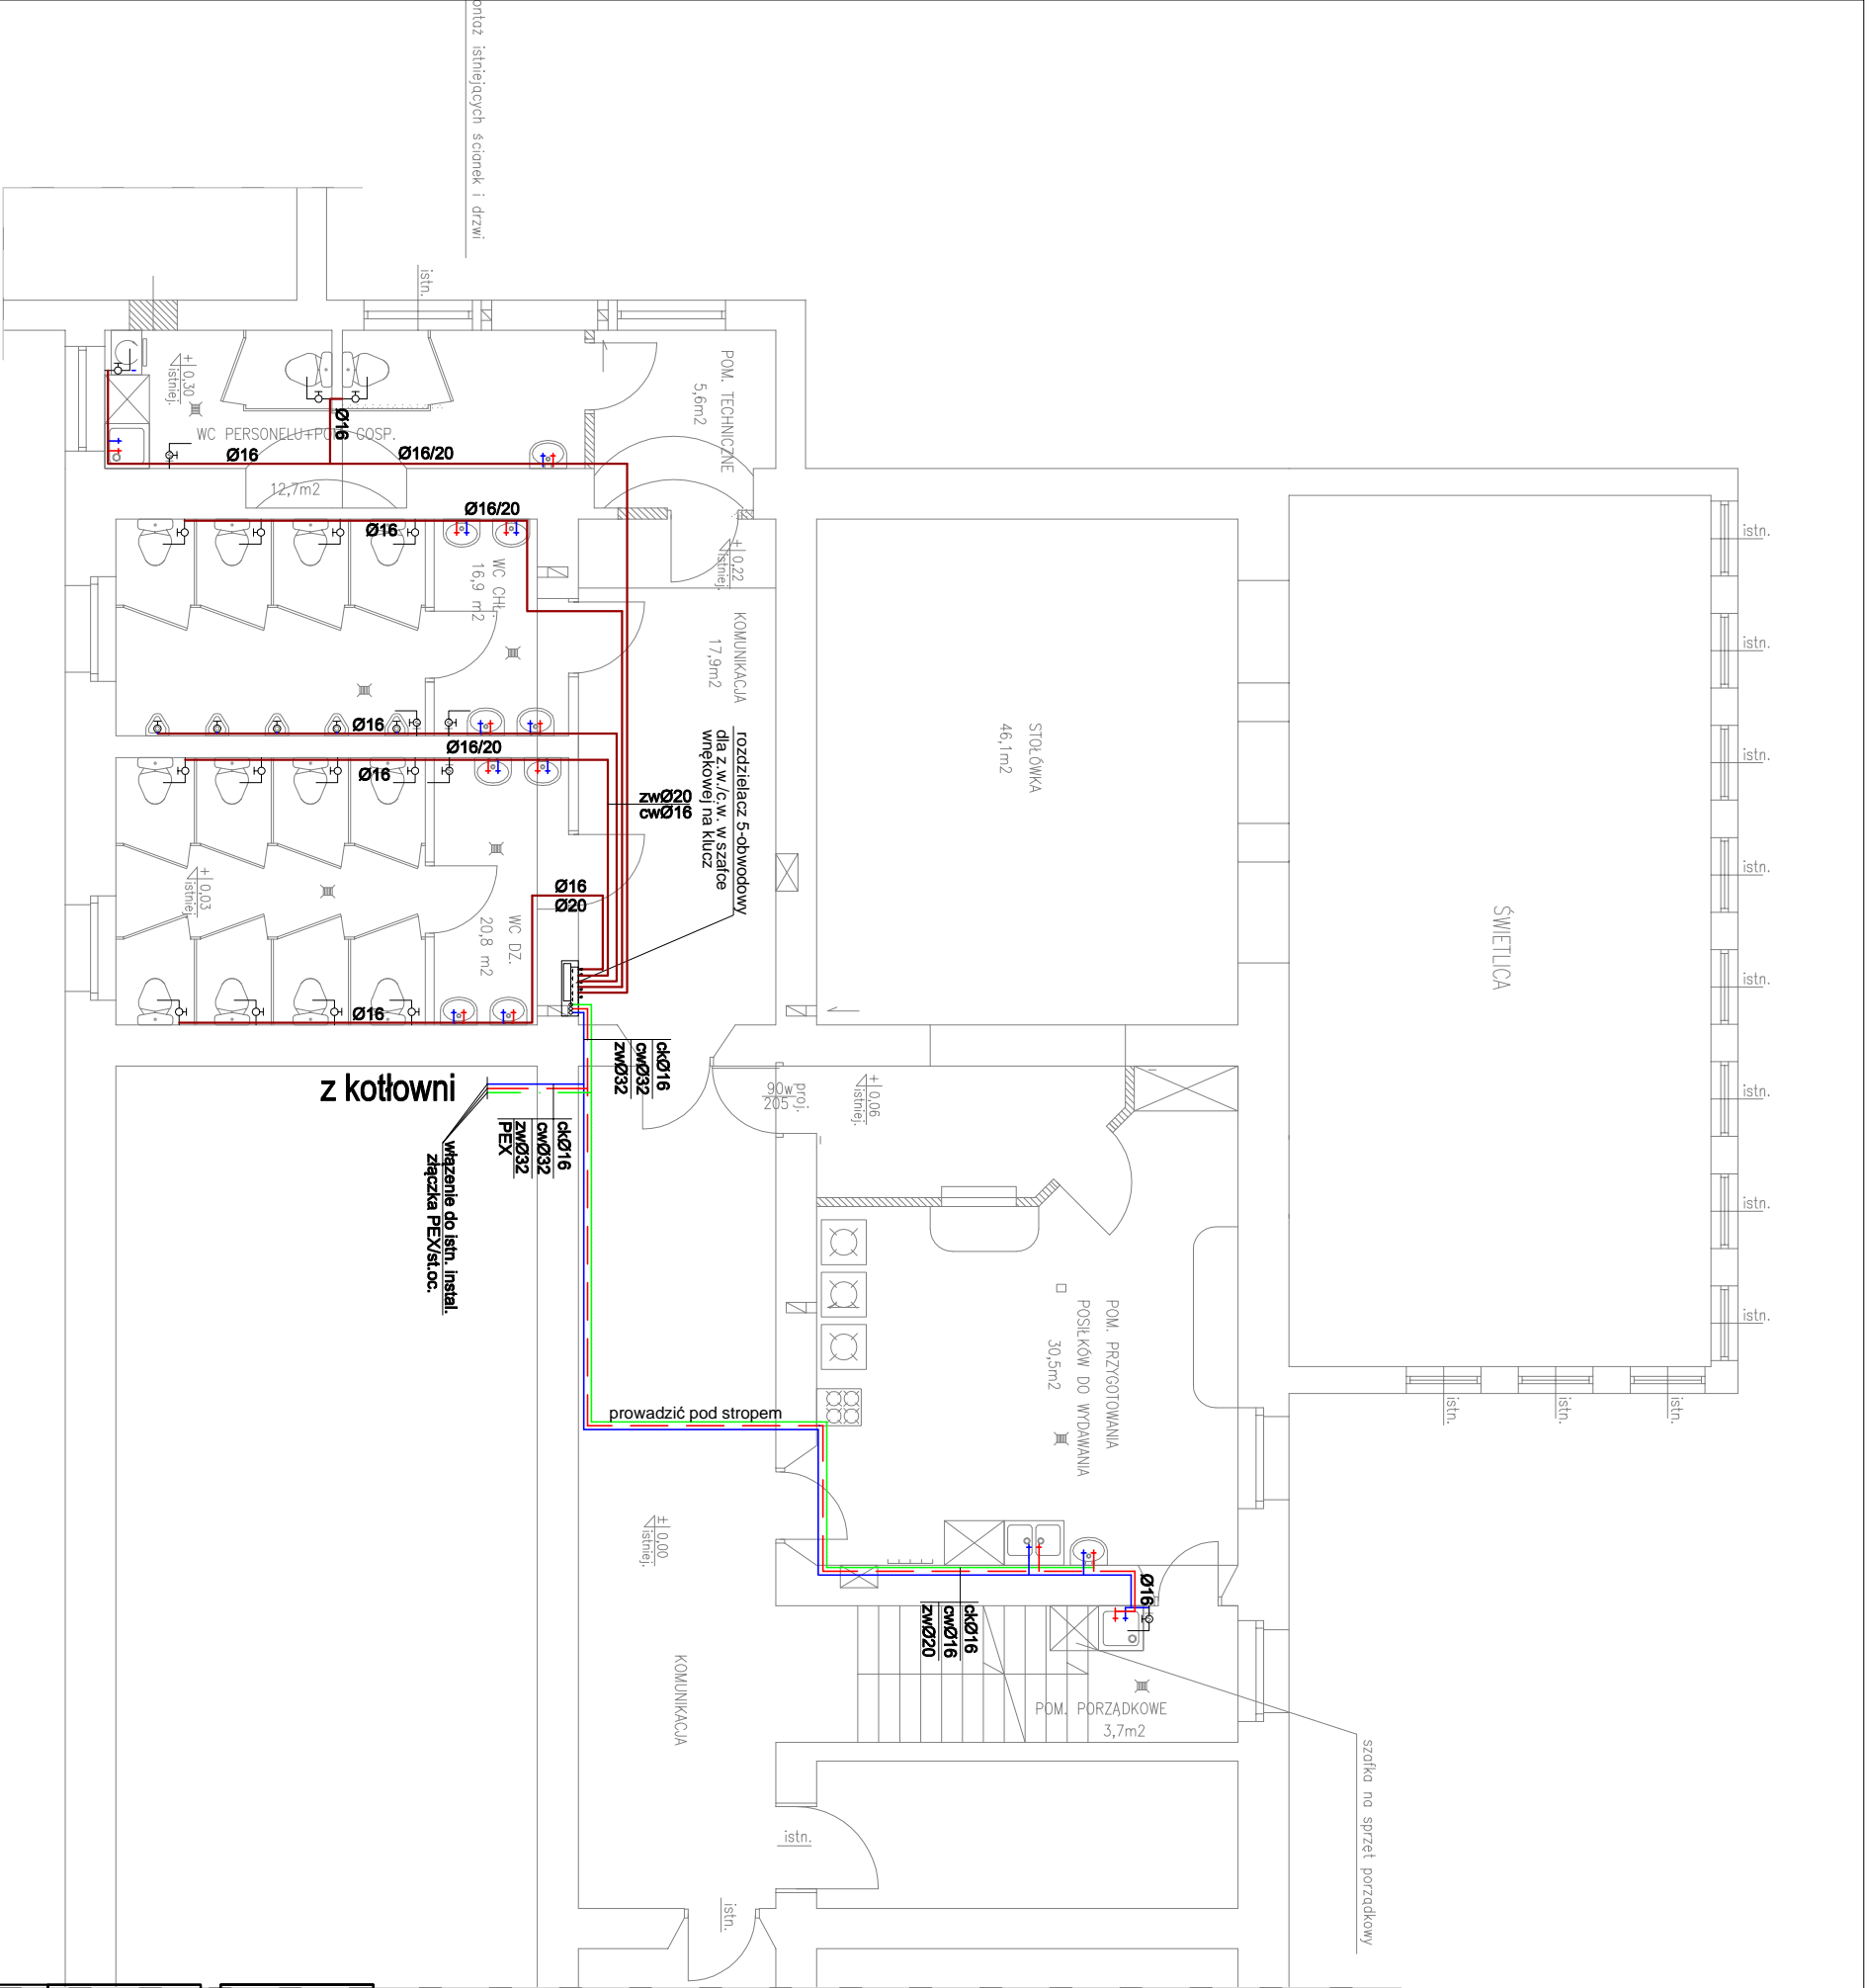 ontaż istniejących ścianek i drzwi
istn.
POM. TECHNICZNE
5,6m2
+ 0,30
istniej.
WC PERSONELU+POM. GOSP.
12,7m2
Ø16
Ø16
Ø16/20
Ø16/20
Ø16
WC CHŁ.
16,9 m2
+ 0,22
istniej.
KOMUNIKACJA
17,9m2
Ø16
Ø16/20
Ø16
zwØ20
cwØ16
rozdzielacz 5-obwodowy
dla z.w./c.w. w szafce
wnękowej na klucz
Ø16
Ø20
WC DZ.
20,8 m2
+ 0,03
istniej.
Ø16
STOŁÓWKA
46,1m2
ŚWIETLICA
istn.
istn.
istn.
istn.
istn.
istn.
istn.
istn.
istn.
istn.
istn.
ckØ16
cwØ32
zwØ32
z kotłowni
ckØ16
cwØ32
zwØ32
PEX
włązenie do istn. instal.
złączka PEX/st.oc.
90w proj.
205
+ 0,06
istniej.
POM. PRZYGOTOWANIA
POSIŁKÓW DO WYDAWANIA
30,5m2
prowadzić pod stropem
± 0,00
istniej.
Ø16
ckØ16
cwØ16
zwØ20
KOMUNIKACJA
POM. PORZĄDKOWE
3,7m2
szafka na sprzęt porządkowy
istn.
istn.